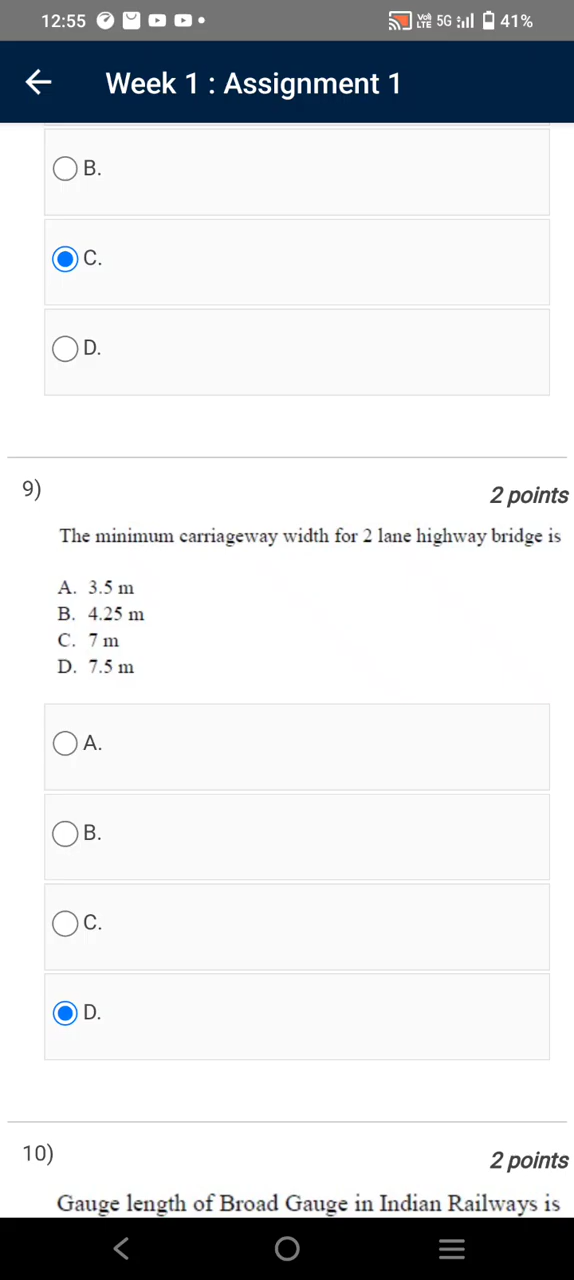 12:55 41%
VoLTE 5G
Week 1 : Assignment 1
B.
C.
D.
9)
2 points
The minimum carriageway width for 2 lane highway bridge is
A. 3.5 m
B. 4.25 m
C. 7 m
D. 7.5 m
A.
B.
C.
D.
10)
2 points
Gauge length of Broad Gauge in Indian Railways is